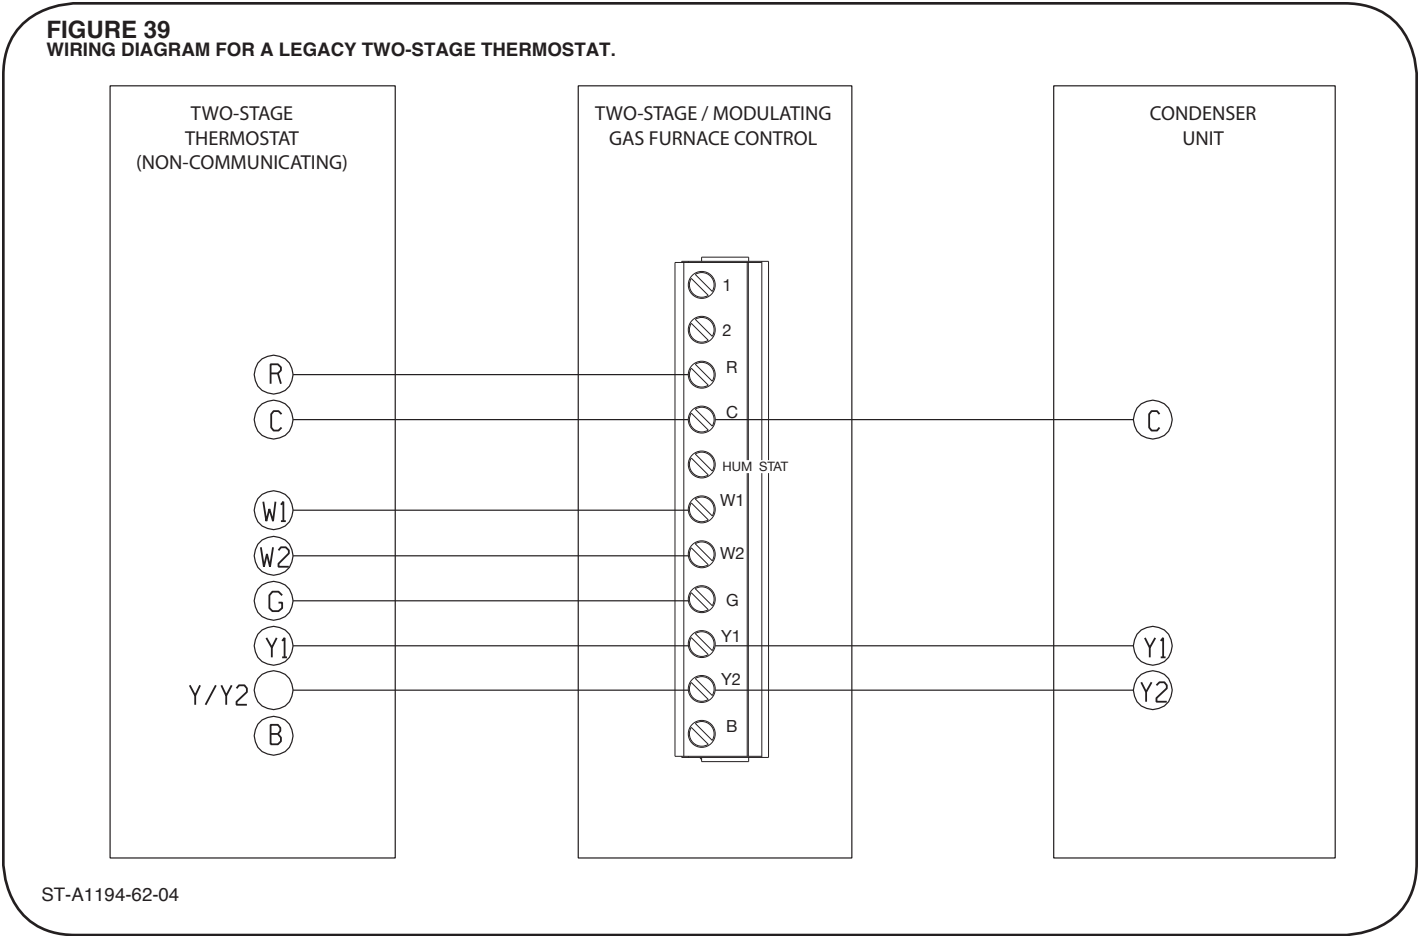 FIGURE 39
WIRING DIAGRAM FOR A LEGACY TWO-STAGE THERMOSTAT.
TWO-STAGE
THERMOSTAT
(NON-COMMUNICATING)
R
C
W1
W2
G
Y1
Y/Y2
B
TWO-STAGE / MODULATING
GAS FURNACE CONTROL
1
2
R
C
HUM STAT
W1
W2
G
Y1
Y2
B
CONDENSER
UNIT
C
Y1
Y2
ST-A1194-62-04